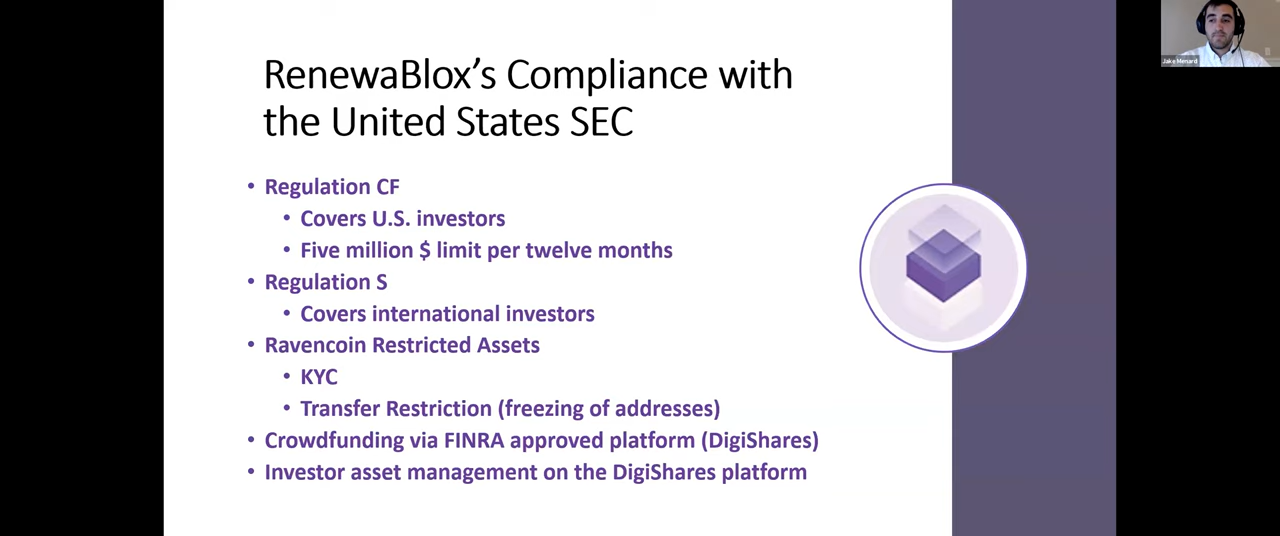 Jake Menard
RenewaBlox's Compliance with
the United States SEC
• Regulation CF
• Covers U.S. investors
• Five million $ limit per twelve months
• Regulation S
• Covers international investors
• Ravencoin Restricted Assets
• KYC
• Transfer Restriction (freezing of addresses)
• Crowdfunding via FINRA approved platform (DigiShares)
• Investor asset management on the DigiShares platform